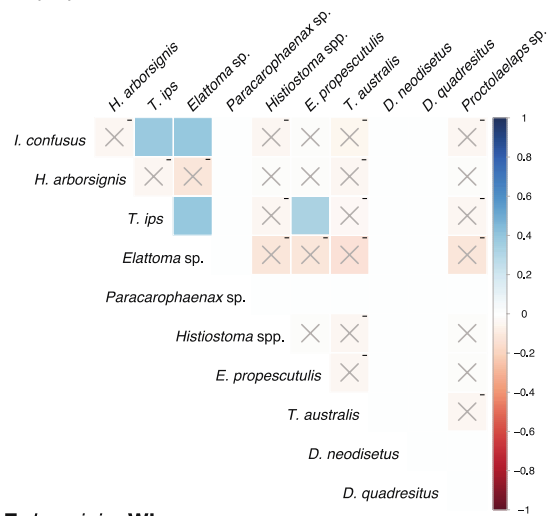 H. arborsignis
T. ips
Elattoma sp.
Paracarophaenax sp.
Histiostoma spp.
E. propescutulis
T. australis
D. neodisetus
D. quadresitus
Proctolaelaps sp.
I. confusus
H. arborsignis
T. ips
Elattoma sp.
Paracarophaenax sp.
Histiostoma spp.
E. propescutulis
T. australis
D. neodisetus
D. quadresitus
1
0.8
0.6
0.4
0.2
0
−0.2
−0.4
−0.6
−0.8
−1